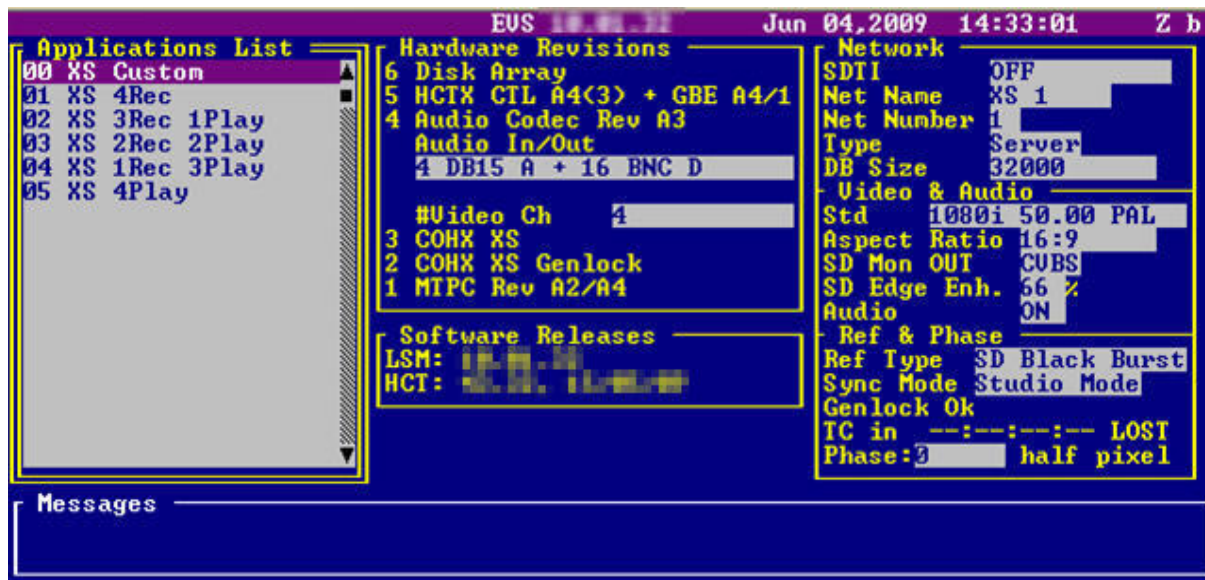 EVS
Jun 04,2009 14:33:01 Z b
Applications List
00 XS Custom
01 XS 4Rec
02 XS 3Rec 1Play
03 XS 2Rec 2Play
04 XS 1Rec 3Play
05 XS 4Play
Hardware Revisions
6 Disk Array
5 HCTX CTL A4(3) + GBE A4/1
4 Audio Codec Rev A3
Audio In/Out
4 DB15 A + 16 BNC D
#Video Ch 4
3 COHX XS
2 COHX XS Genlock
1 MTPC Rev A2/A4
Software Releases
LSM:
HCT:
Network
SDTI OFF
Net Name XS 1
Net Number 1
Type Server
DB Size 32000
Video & Audio
Std 1080i 50.00 PAL
Aspect Ratio 16:9
SD Mon OUT CVBS
SD Edge Enh. 66 %
Audio ON
Ref & Phase
Ref Type SD Black Burst
Sync Mode Studio Mode
Genlock Ok
TC in --:--:--:-- LOST
Phase:0 half pixel
Messages